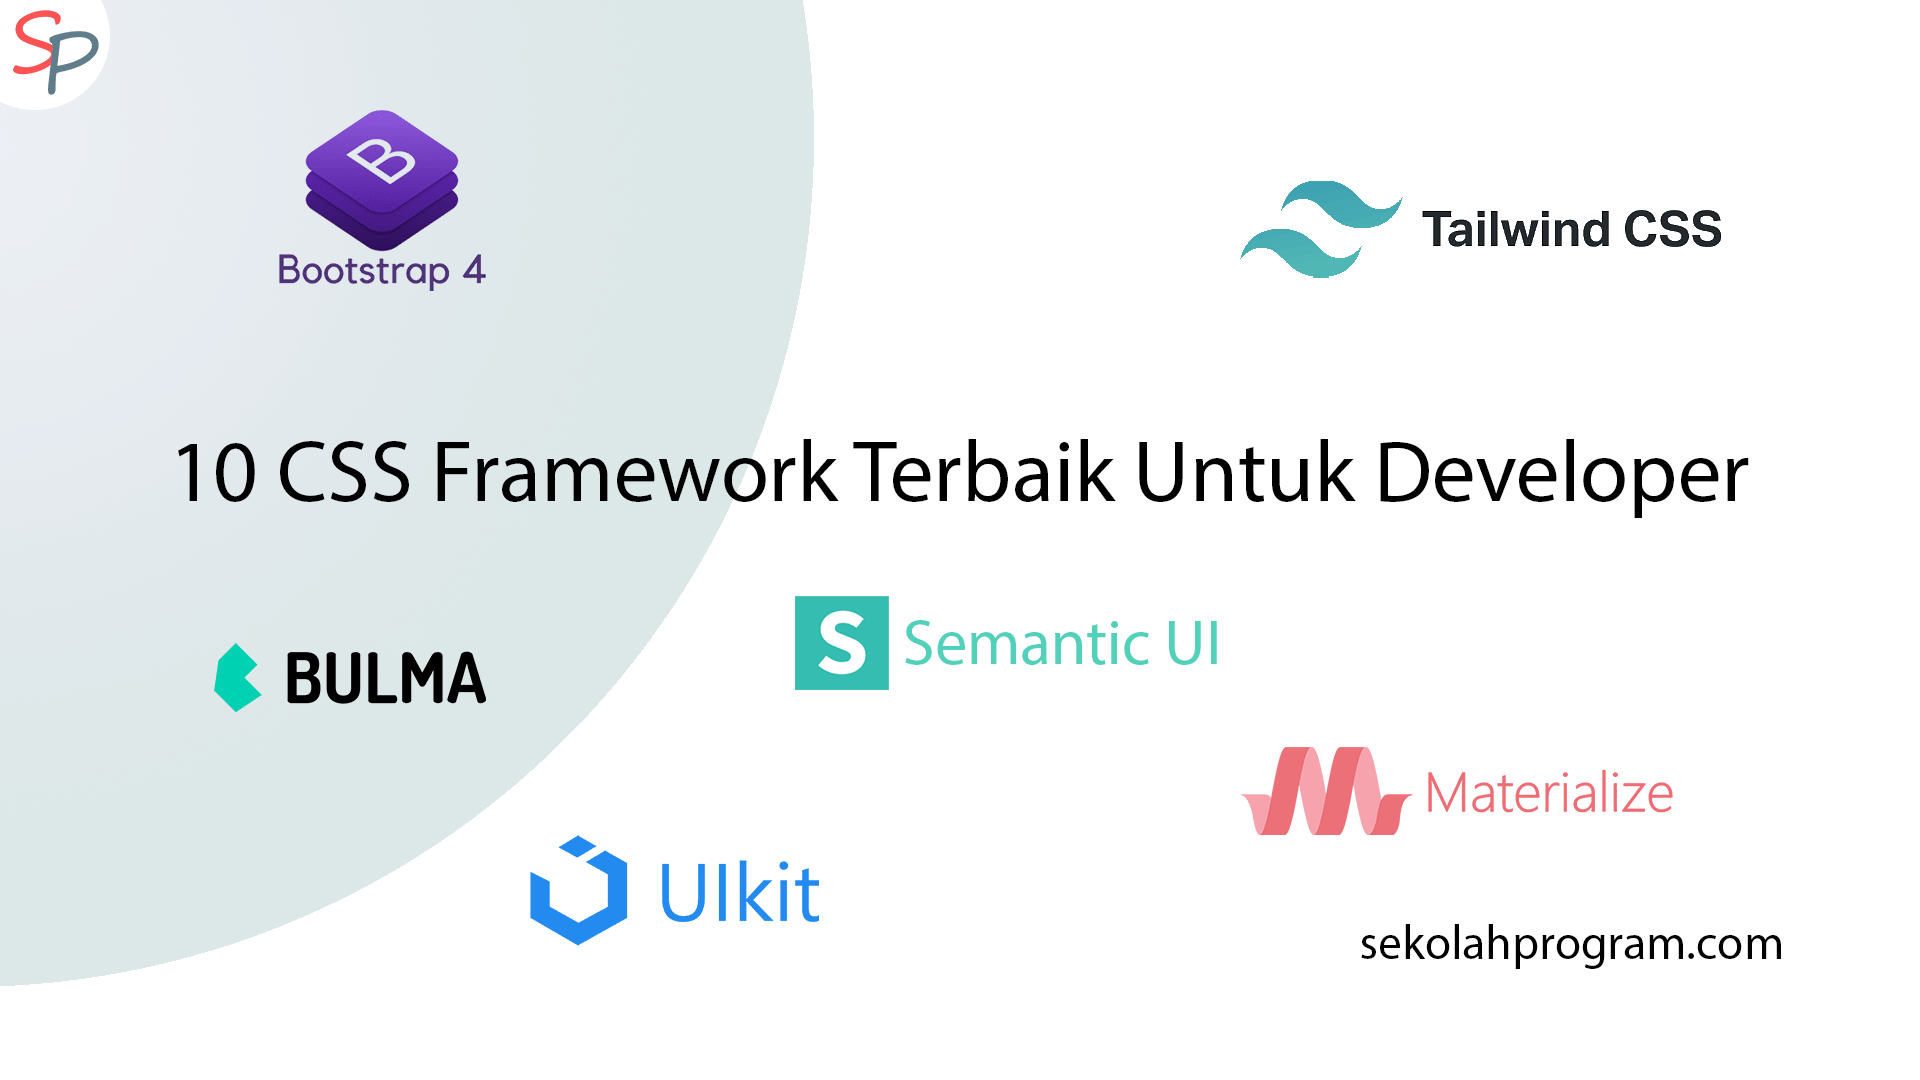 SP
B
Bootstrap 4
Tailwind CSS
10 CSS Framework Terbaik Untuk Developer
S Semantic UI
BULMA
Materialize
UIkit
sekolahprogram.com